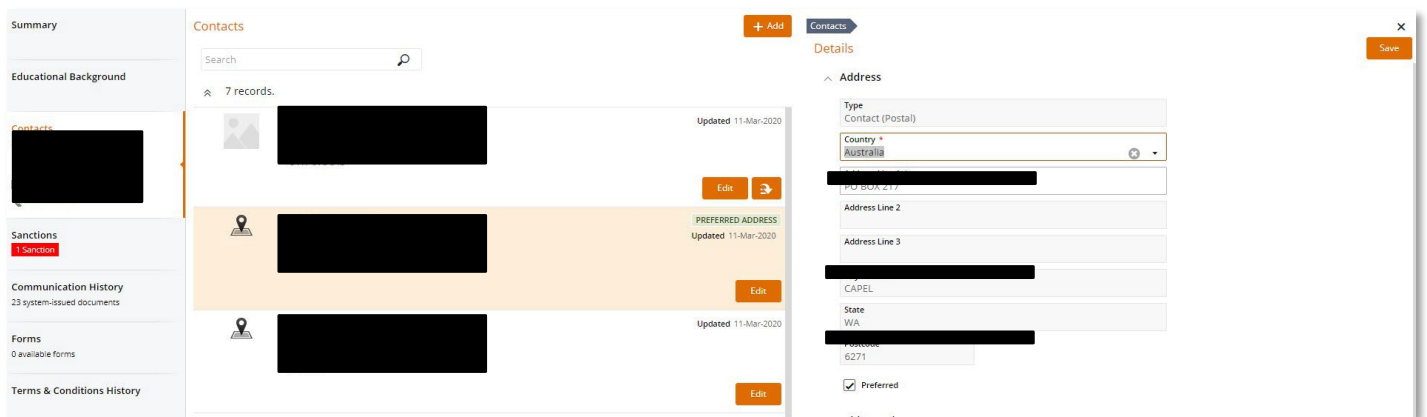 Summary
Educational Background
Contacts
Sanctions
1 Sanction
Communication History
23 system-issued documents
Forms
0 available forms
Terms & Conditions History
Contacts
+ Add
Search
7 records.
Updated 11-Mar-2020
Edit
PREFERRED ADDRESS
Updated 11-Mar-2020
Edit
Updated 11-Mar-2020
Edit
Contacts
Details
Save
Address
Type
Contact (Postal)
Country *
Australia
PO BOX 217
Address Line 2
Address Line 3
CAPEL
State
WA
Postcode
6271
Preferred